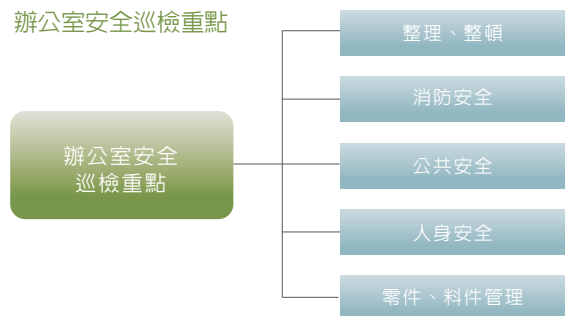 辦公室安全巡檢重點
辦公室安全
巡檢重點
整理、整頓
消防安全
公共安全
人身安全
零件、料件管理